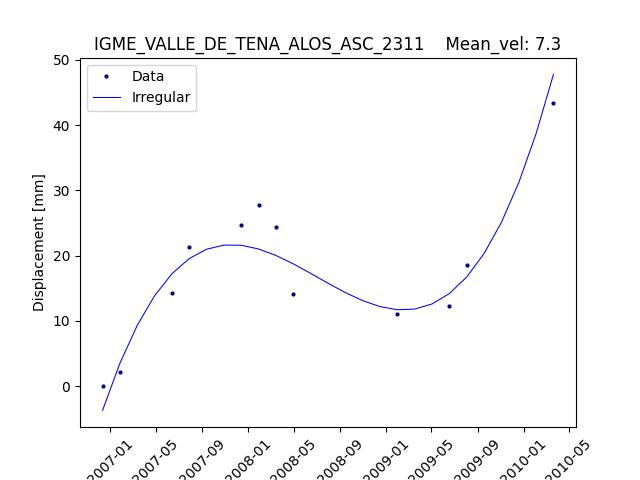 IGME_VALLE_DE_TENA_ALOS_ASC_2311    Mean_vel: 7.3
Data
Irregular
Displacement [mm]
50
40
30
20
10
0
2007-01 2007-05 2007-09 2008-01 2008-05 2008-09 2009-01 2009-05 2009-09 2010-01 2010-05